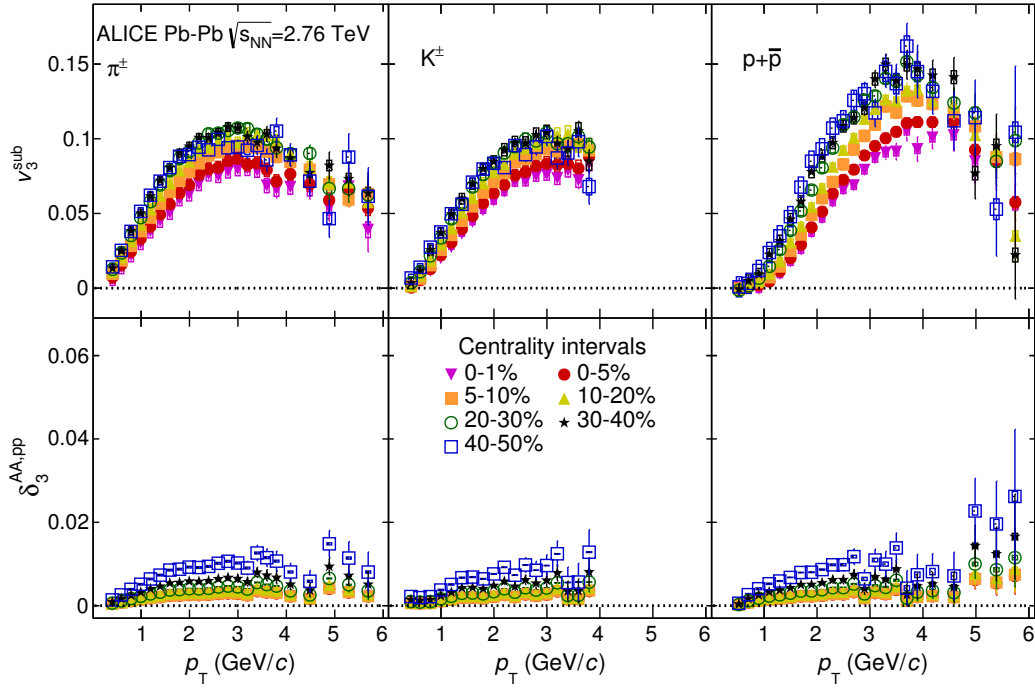 ALICE Pb-Pb √sNN=2.76 TeV
π±
K±
p+p̄
v3sub
0.15
0.1
0.05
0
Centrality intervals
0-1%
0-5%
5-10%
10-20%
20-30%
30-40%
40-50%
δ3AA,pp
0.06
0.04
0.02
0
1 2 3 4 5 6
1 2 3 4 5 6
1 2 3 4 5 6
pT (GeV/c)
pT (GeV/c)
pT (GeV/c)